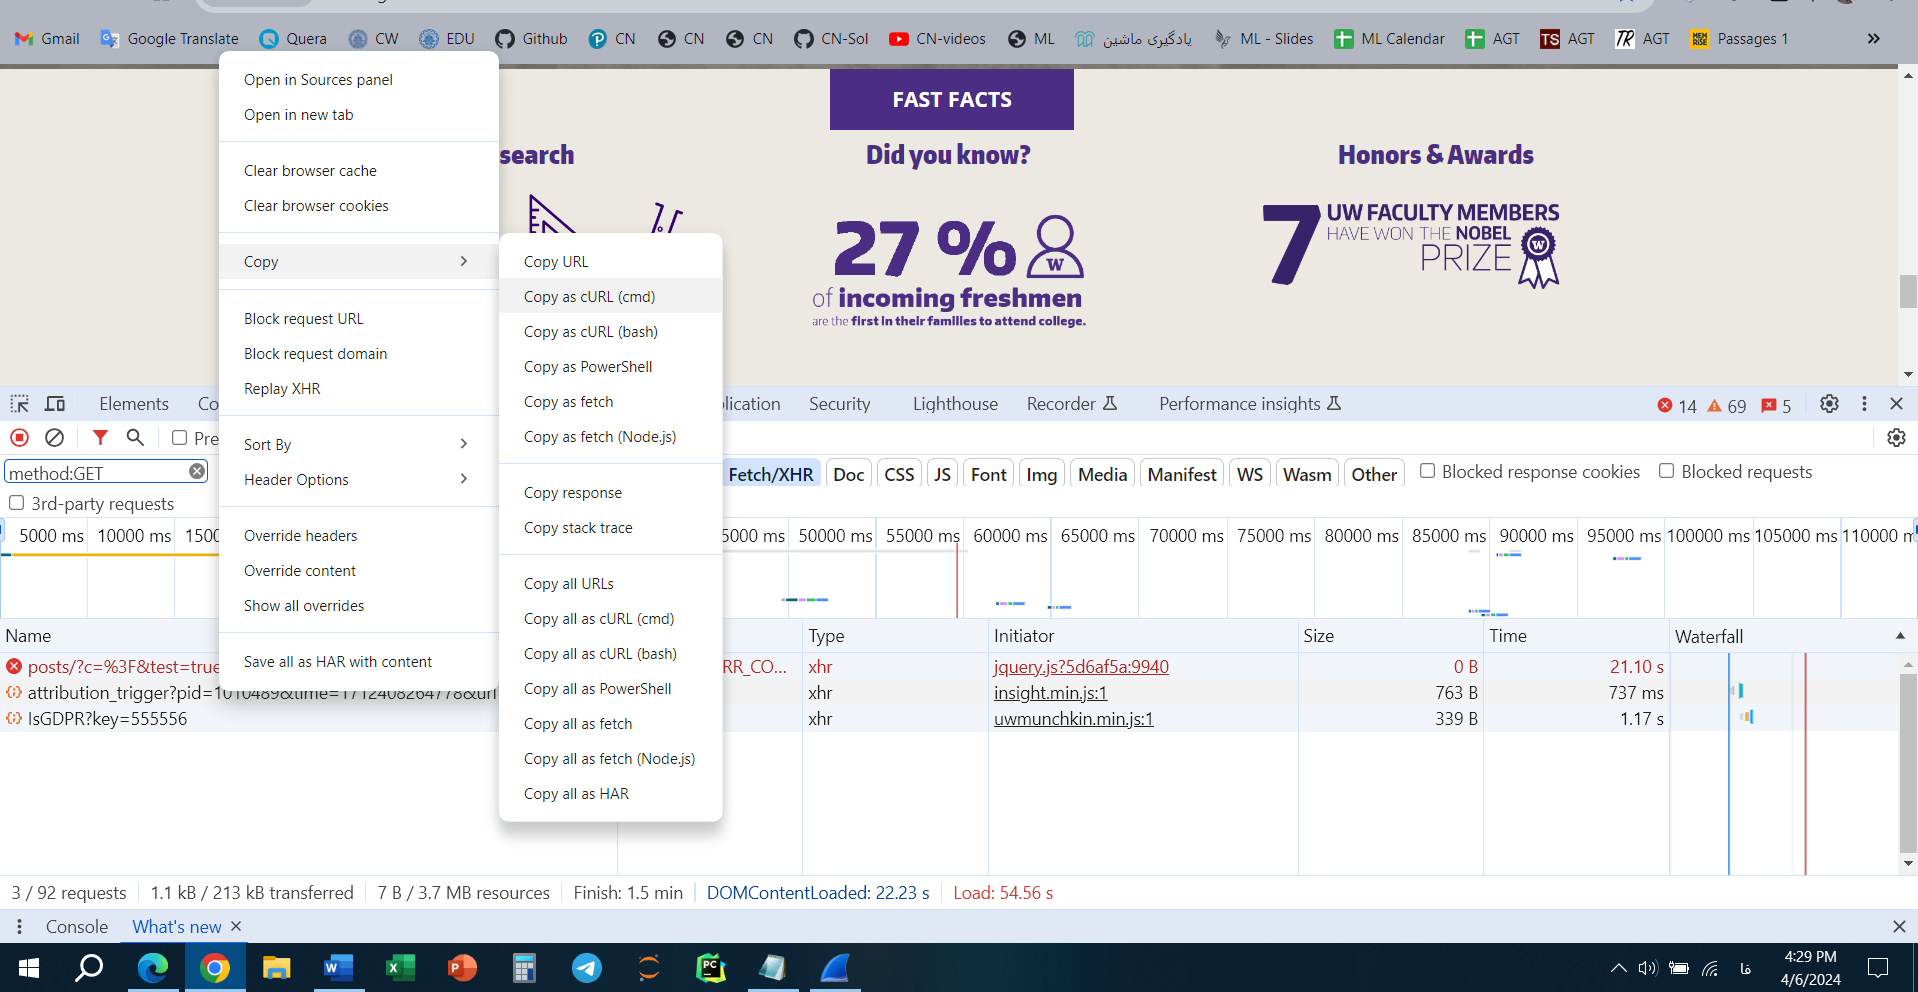 Gmail Google Translate Quera CW EDU Github CN CN CN CN-Sol CN-videos ML یادگیری ماشین ML - Slides ML Calendar AGT TS AGT TR AGT MEM RISE Passages 1 »
Open in Sources panel
Open in new tab
Clear browser cache
Clear browser cookies
Copy
Block request URL
Block request domain
Replay XHR
Sort By
Header Options
Override headers
Override content
Show all overrides
Save all as HAR with content
Copy URL
Copy as cURL (cmd)
Copy as cURL (bash)
Copy as PowerShell
Copy as fetch
Copy as fetch (Node.js)
Copy response
Copy stack trace
Copy all URLs
Copy all as cURL (cmd)
Copy all as cURL (bash)
Copy all as PowerShell
Copy all as fetch
Copy all as fetch (Node.js)
Copy all as HAR
FAST FACTS
search
Did you know?
Honors & Awards
27 %
W
of incoming freshmen
are the first in their families to attend college.
7
UW FACULTY MEMBERS
HAVE WON THE NOBEL
PRIZE
W
Elements Co lication Security Lighthouse Recorder Performance insights 14 69 5
Pre
method:GET Fetch/XHR Doc CSS JS Font Img Media Manifest WS Wasm Other Blocked response cookies Blocked requests
3rd-party requests
5000 ms 10000 ms 1500 5000 ms 50000 ms 55000 ms 60000 ms 65000 ms 70000 ms 75000 ms 80000 ms 85000 ms 90000 ms 95000 ms 100000 ms 105000 ms 110000 m
Name Type Initiator Size Time Waterfall
posts/?c=%3F&test=true RR_CO... xhr jquery.js?5d6af5a:9940 0 B 21.10 s
attribution_trigger?pid=1010489&time=1712408264778&url xhr insight.min.js:1 763 B 737 ms
IsGDPR?key=555556 xhr uwmunchkin.min.js:1 339 B 1.17 s
3 / 92 requests 1.1 kB / 213 kB transferred 7 B / 3.7 MB resources Finish: 1.5 min DOMContentLoaded: 22.23 s Load: 54.56 s
Console What's new
W X P PC فا 4:29 PM
4/6/2024